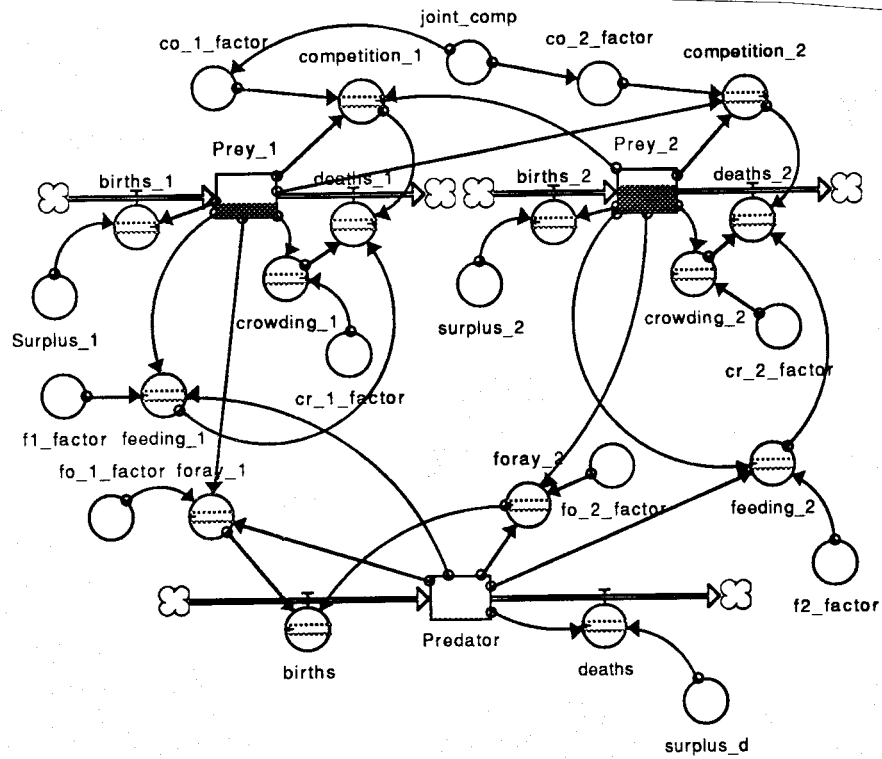 joint_comp
co_1_factor
competition_1
co_2_factor
competition_2
Prey_1
Prey_2
births_1
deaths_1
births_2
deaths_2
Surplus_1
crowding_1
surplus_2
crowding_2
cr_1_factor
cr_2_factor
f1_factor
feeding_1
fo_1_factor
foray_1
foray_2
fo_2_factor
feeding_2
f2_factor
Predator
births
deaths
surplus_d